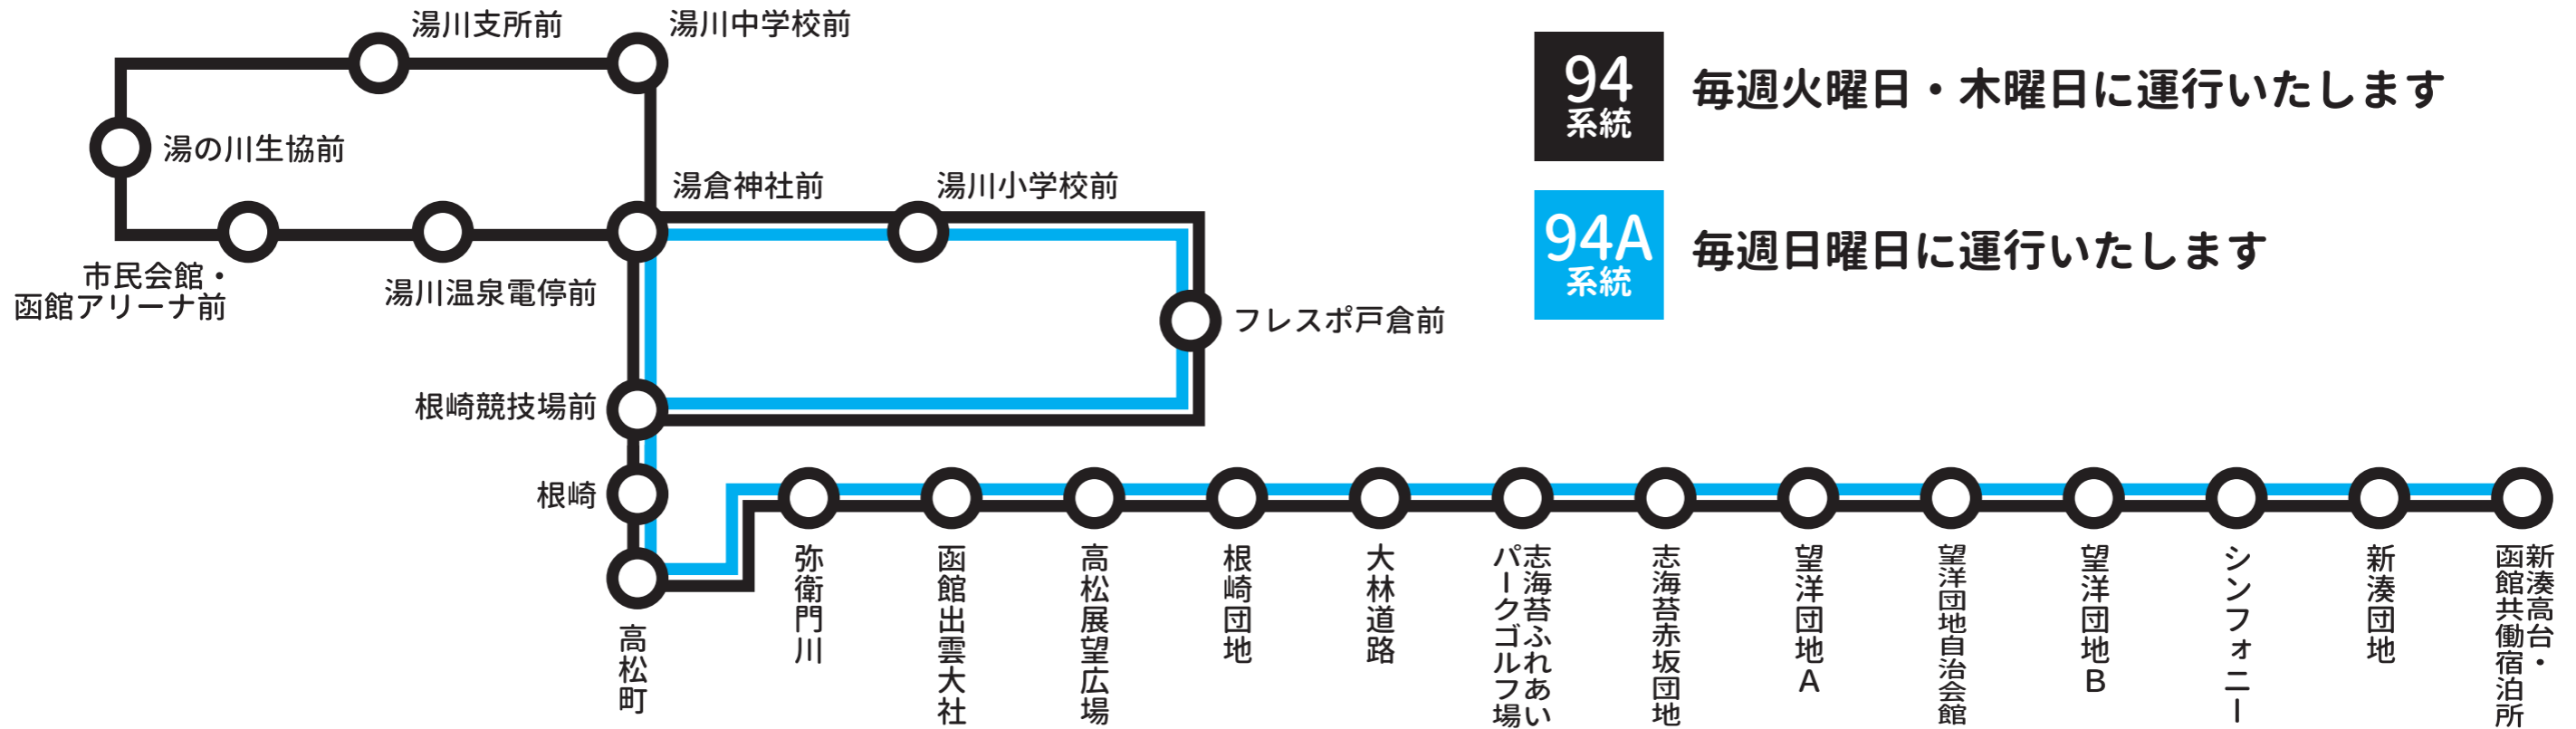 湯川支所前
湯川中学校前
94
系統
毎週火曜日・木曜日に運行いたします
湯の川生協前
湯倉神社前
湯川小学校前
94A
系統
毎週日曜日に運行いたします
市民会館・
函館アリーナ前
湯川温泉電停前
フレスポ戸倉前
根崎競技場前
根崎
高松町
弥衛門川
函館出雲大社
高松展望広場
根崎団地
大林道路
志海苔ふれあい
パークゴルフ場
志海苔赤坂団地
望洋団地A
望洋団地自治会館
望洋団地B
シンフォニー
新湊団地
新湊高台・
函館共働宿泊所